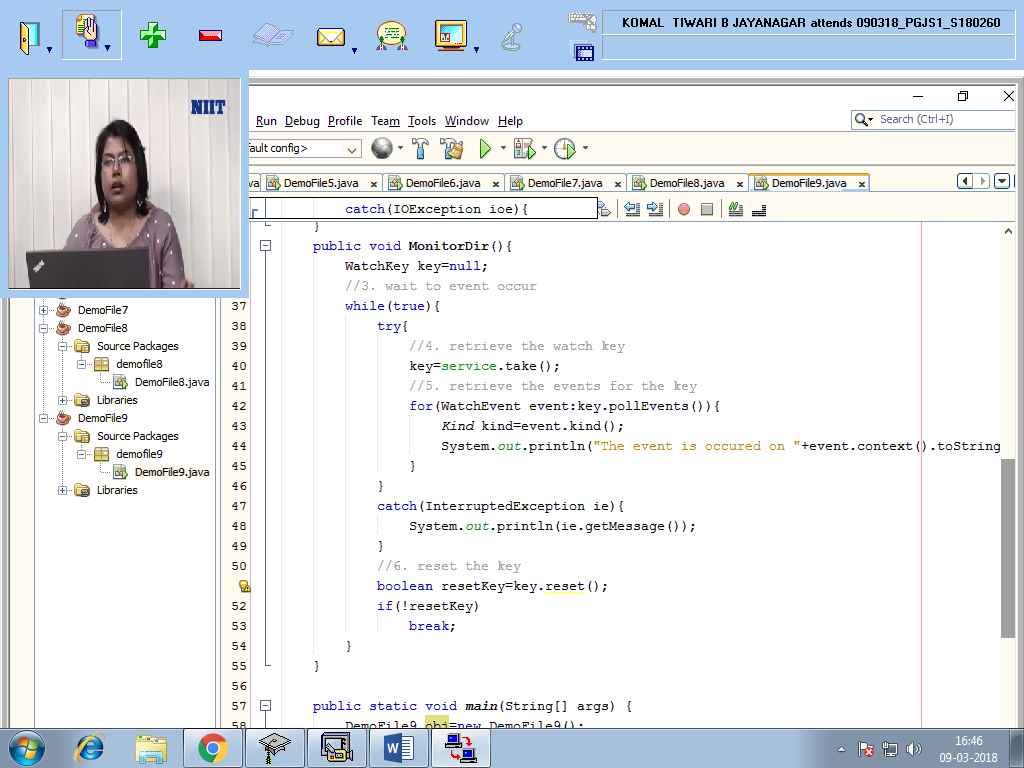 KOMAL TIWARI B JAYANAGAR attends 090318_PGJS1_S180260
NIIT
Run Debug Profile Team Tools Window Help
Search (Ctrl+I)
ault config>
va DemoFile5.java DemoFile6.java DemoFile7.java DemoFile8.java DemoFile9.java
catch(IOException ioe){
}
public void MonitorDir(){
WatchKey key=null;
//3. wait to event occur
37 while(true){
38 try{
39 //4. retrieve the watch key
40 key=service.take();
41 //5. retrieve the events for the key
42 for(WatchEvent event:key.pollEvents()){
43 Kind kind=event.kind();
44 System.out.println("The event is occured on "+event.context().toString
45 }
46 }
47 catch(InterruptedException ie){
48 System.out.println(ie.getMessage());
49 }
50 //6. reset the key
boolean resetKey=key.reset();
52 if(!resetKey)
53 break;
54 }
55 }
56
57 public static void main(String[] args) {
58 DemoFile9 obj=new DemoFile9();
DemoFile7
DemoFile8
Source Packages
demofile8
DemoFile8.java
Libraries
DemoFile9
Source Packages
demofile9
DemoFile9.java
Libraries
16:46
09-03-2018